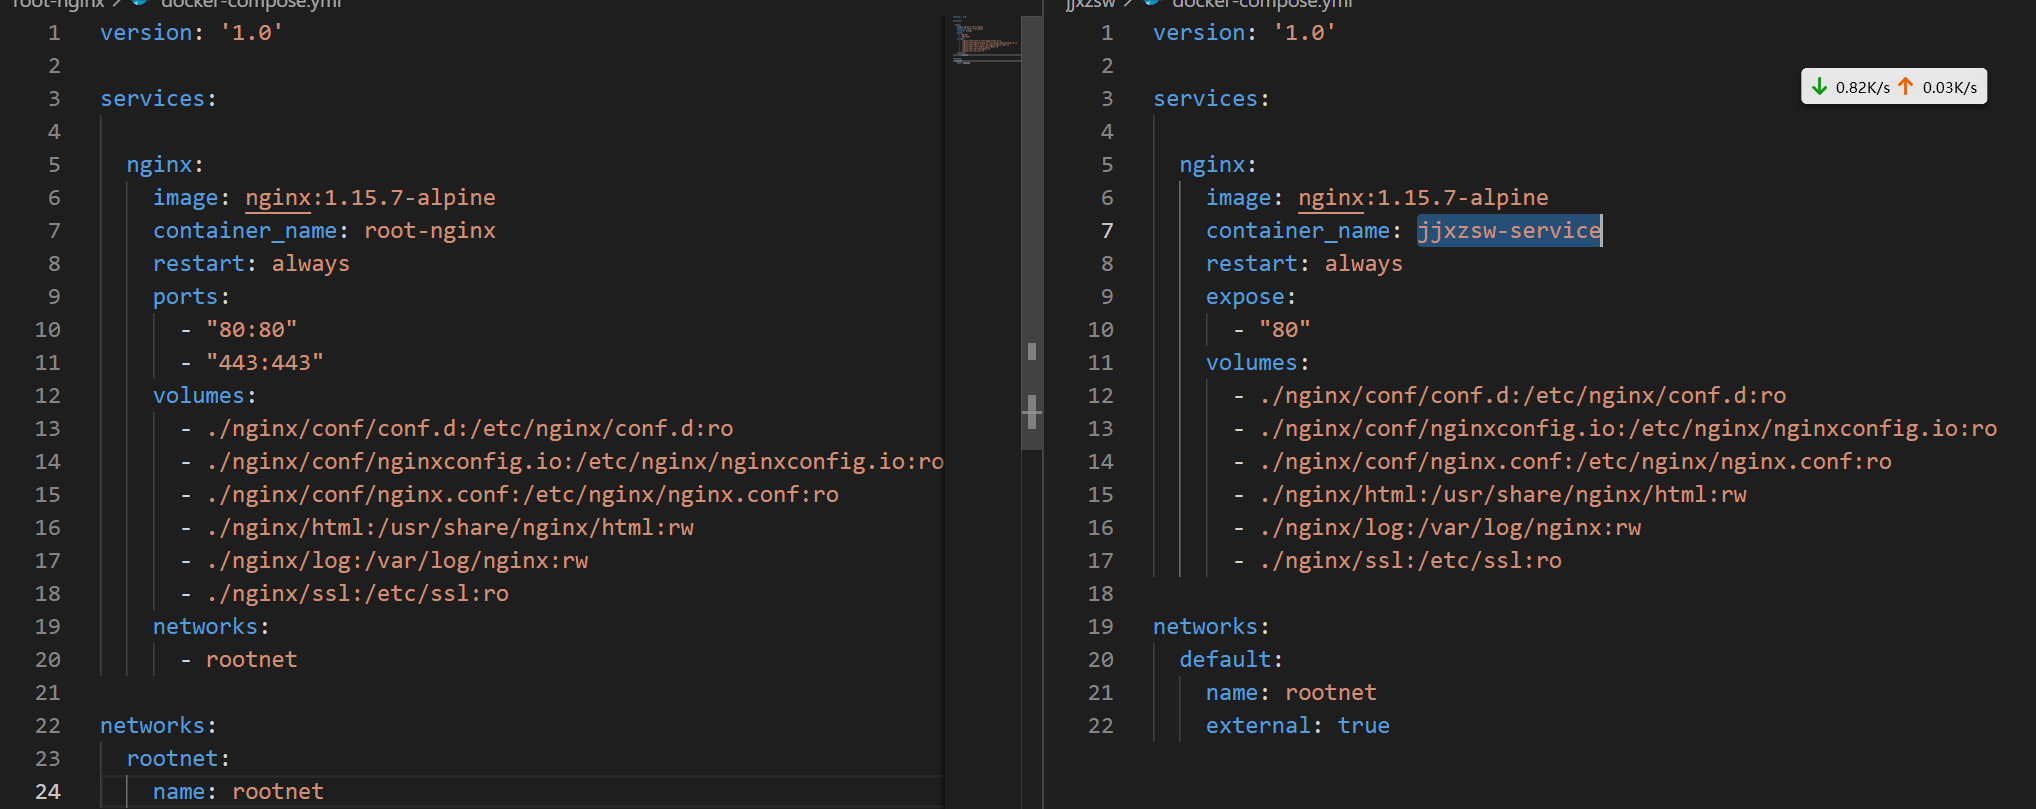 root-nginx > docker-compose.yml
1 version: '1.0'
2
3 services:
4
5 nginx:
6 image: nginx:1.15.7-alpine
7 container_name: root-nginx
8 restart: always
9 ports:
10 - "80:80"
11 - "443:443"
12 volumes:
13 - ./nginx/conf/conf.d:/etc/nginx/conf.d:ro
14 - ./nginx/conf/nginxconfig.io:/etc/nginx/nginxconfig.io:ro
15 - ./nginx/conf/nginx.conf:/etc/nginx/nginx.conf:ro
16 - ./nginx/html:/usr/share/nginx/html:rw
17 - ./nginx/log:/var/log/nginx:rw
18 - ./nginx/ssl:/etc/ssl:ro
19 networks:
20 - rootnet
21
22 networks:
23 rootnet:
24 name: rootnet
jjxzsw > docker-compose.yml
1 version: '1.0'
2
3 services:
4
5 nginx:
6 image: nginx:1.15.7-alpine
7 container_name: jjxzsw-service
8 restart: always
9 expose:
10 - "80"
11 volumes:
12 - ./nginx/conf/conf.d:/etc/nginx/conf.d:ro
13 - ./nginx/conf/nginxconfig.io:/etc/nginx/nginxconfig.io:ro
14 - ./nginx/conf/nginx.conf:/etc/nginx/nginx.conf:ro
15 - ./nginx/html:/usr/share/nginx/html:rw
16 - ./nginx/log:/var/log/nginx:rw
17 - ./nginx/ssl:/etc/ssl:ro
18
19 networks:
20 default:
21 name: rootnet
22 external: true
↓ 0.82K/s ↑ 0.03K/s